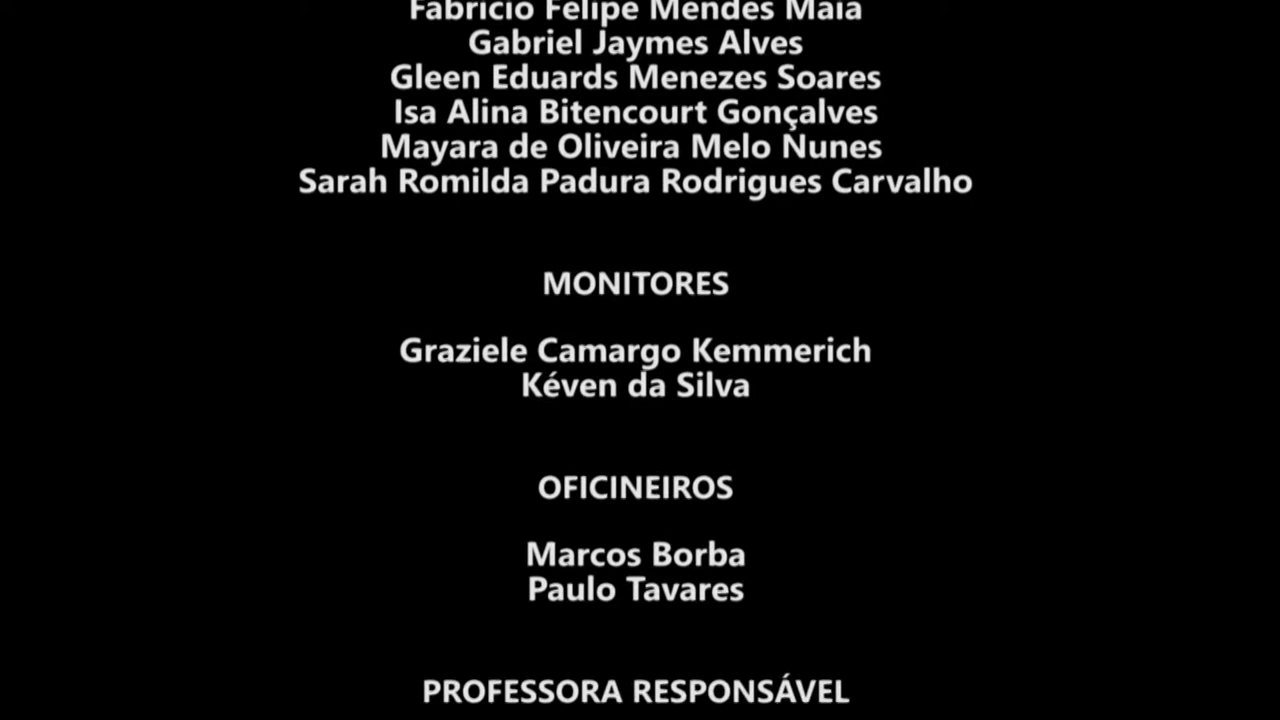 Fabrício Felipe Mendes Maia
Gabriel Jaymes Alves
Gleen Eduards Menezes Soares
Isa Alina Bitencourt Gonçalves
Mayara de Oliveira Melo Nunes
Sarah Romilda Padura Rodrigues Carvalho
MONITORES
Graziele Camargo Kemmerich
Kéven da Silva
OFICINEIROS
Marcos Borba
Paulo Tavares
PROFESSORA RESPONSÁVEL